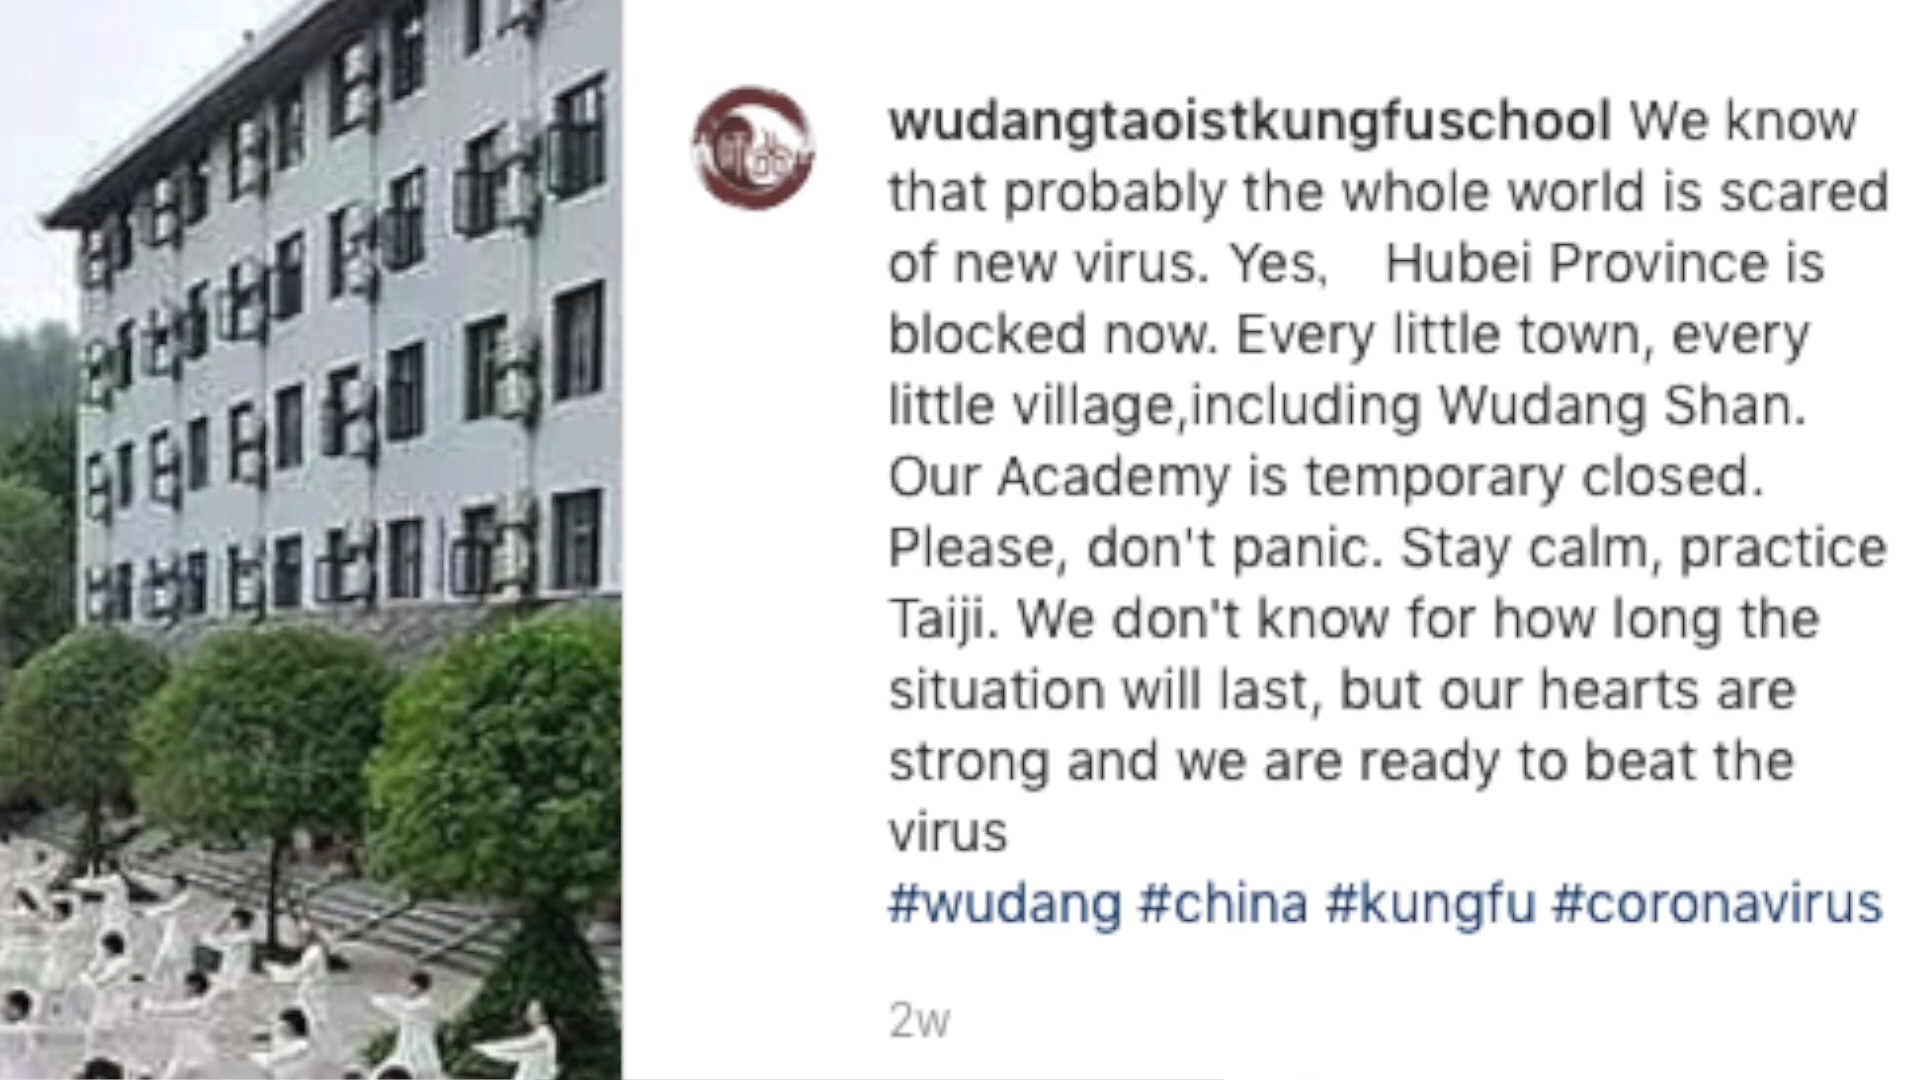 wudangtaoistkungfuschool We know
that probably the whole world is scared
of new virus. Yes,    Hubei Province is
blocked now. Every little town, every
little village,including Wudang Shan.
Our Academy is temporary closed.
Please, don't panic. Stay calm, practice
Taiji. We don't know for how long the
situation will last, but our hearts are
strong and we are ready to beat the
virus
#wudang #china #kungfu #coronavirus
2w